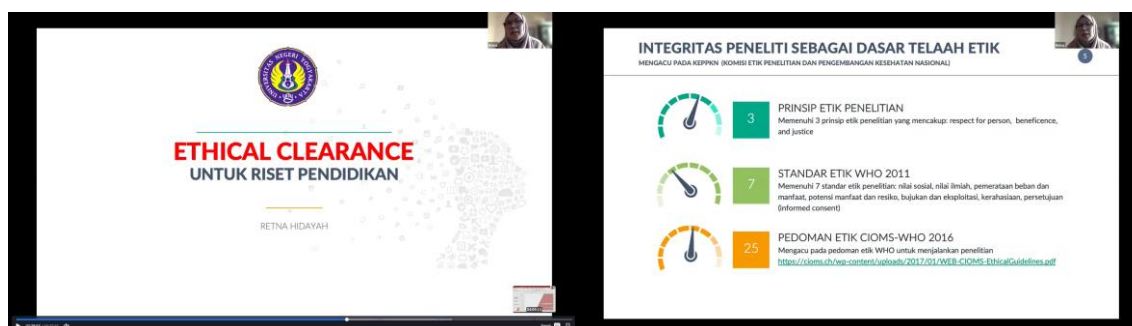 UNIVERSITAS NEGERI YOGYAKARTA
ETHICAL CLEARANCE
UNTUK RISET PENDIDIKAN
RETNA HIDAYAH
INTEGRITAS PENELITI SEBAGAI DASAR TELAAH ETIK
MENGACU PADA KEPPKN (KOMISI ETIK PENELITIAN DAN PENGEMBANGAN KESEHATAN NASIONAL)
5
3
PRINSIP ETIK PENELITIAN
Memenuhi 3 prinsip etik penelitian yang mencakup: respect for person, beneficence,
and justice
7
STANDAR ETIK WHO 2011
Memenuhi 7 standar etik penelitian: nilai sosial, nilai ilmiah, pemerataan beban dan
manfaat, potensi manfaat dan resiko, bujukan dan eksploitasi, kerahasiaan, persetujuan
(informed consent)
25
PEDOMAN ETIK CIOMS-WHO 2016
Mengacu pada pedoman etik WHO untuk menjalankan penelitian
https://cioms.ch/wp-content/uploads/2017/01/WEB-CIOMS-EthicalGuidelines.pdf